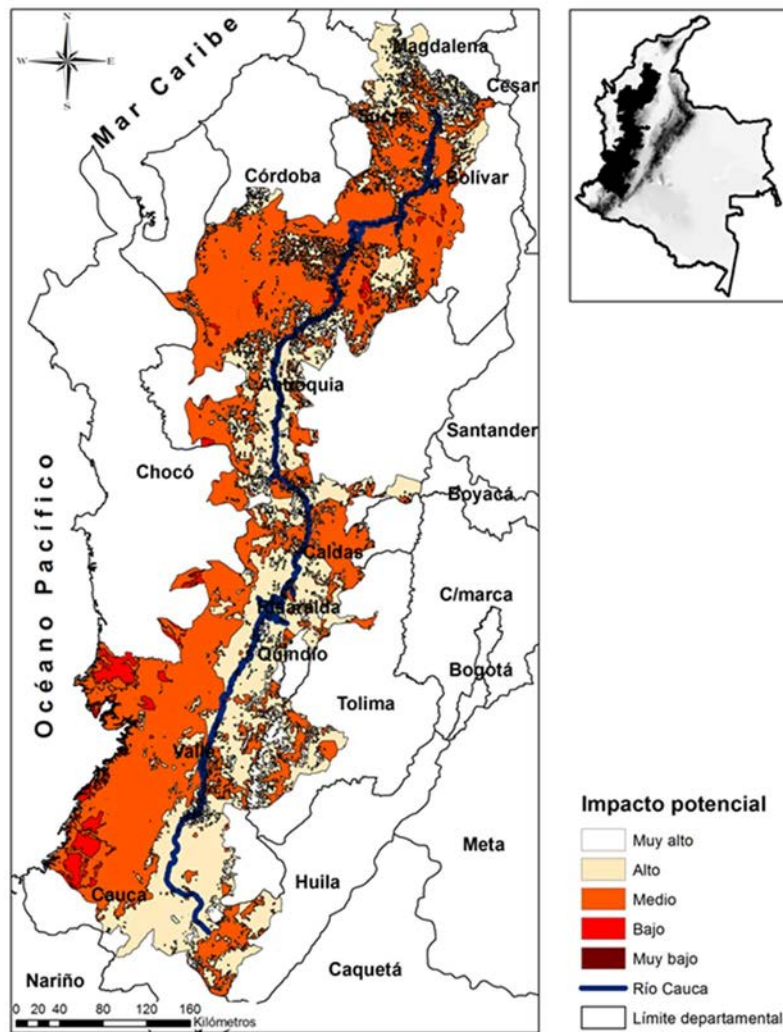 N
W E
S
Mar Caribe
Magdalena
Cesar
Sucre
Córdoba
Bolívar
Antioquia
Santander
Chocó
Boyacá
Océano Pacífico
Caldas
C/marca
Risaralda
Quindío
Bogotá
Tolima
Valle
Meta
Huila
Cauca
Caquetá
Nariño
0 20 40 80 120 160
Kilómetros
Impacto potencial
Muy alto
Alto
Medio
Bajo
Muy bajo
Río Cauca
Límite departamental